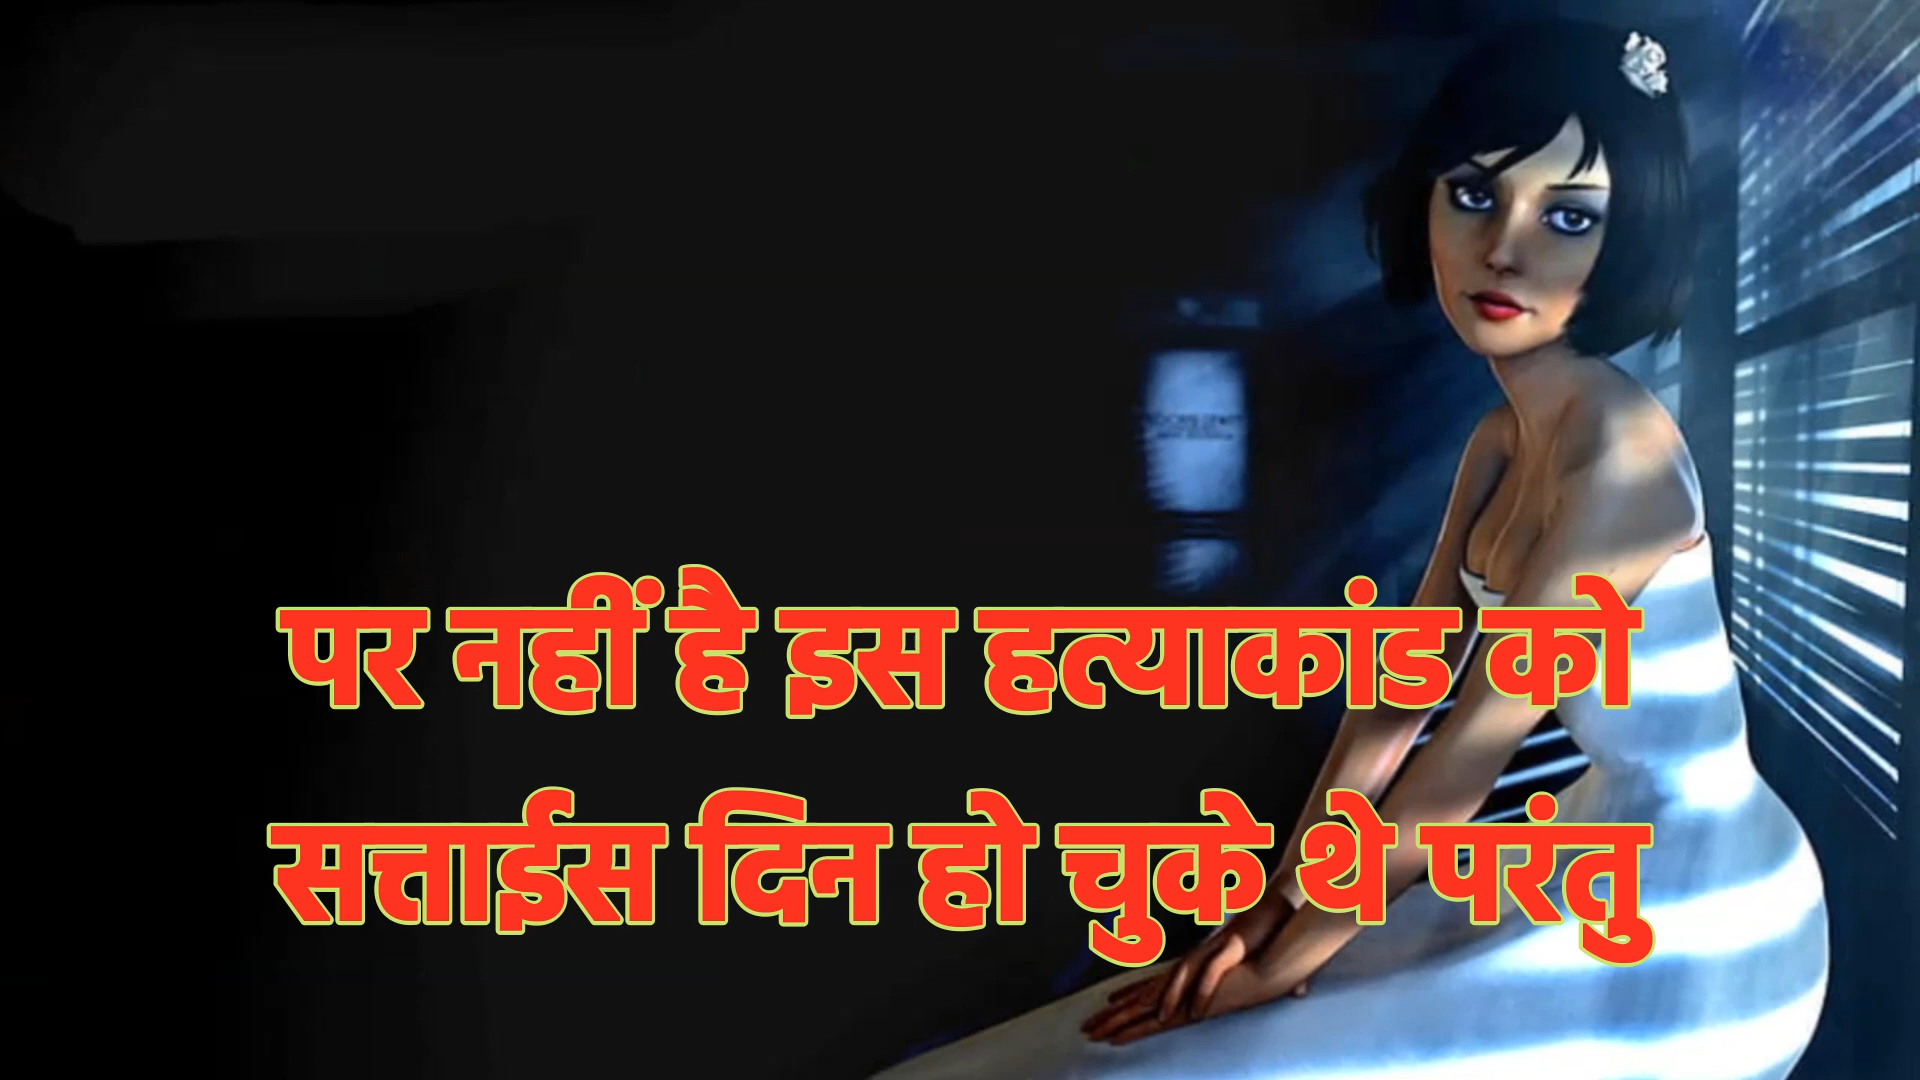 पर नहीं है इस हत्याकांड को
सत्ताईस दिन हो चुके थे परंतु